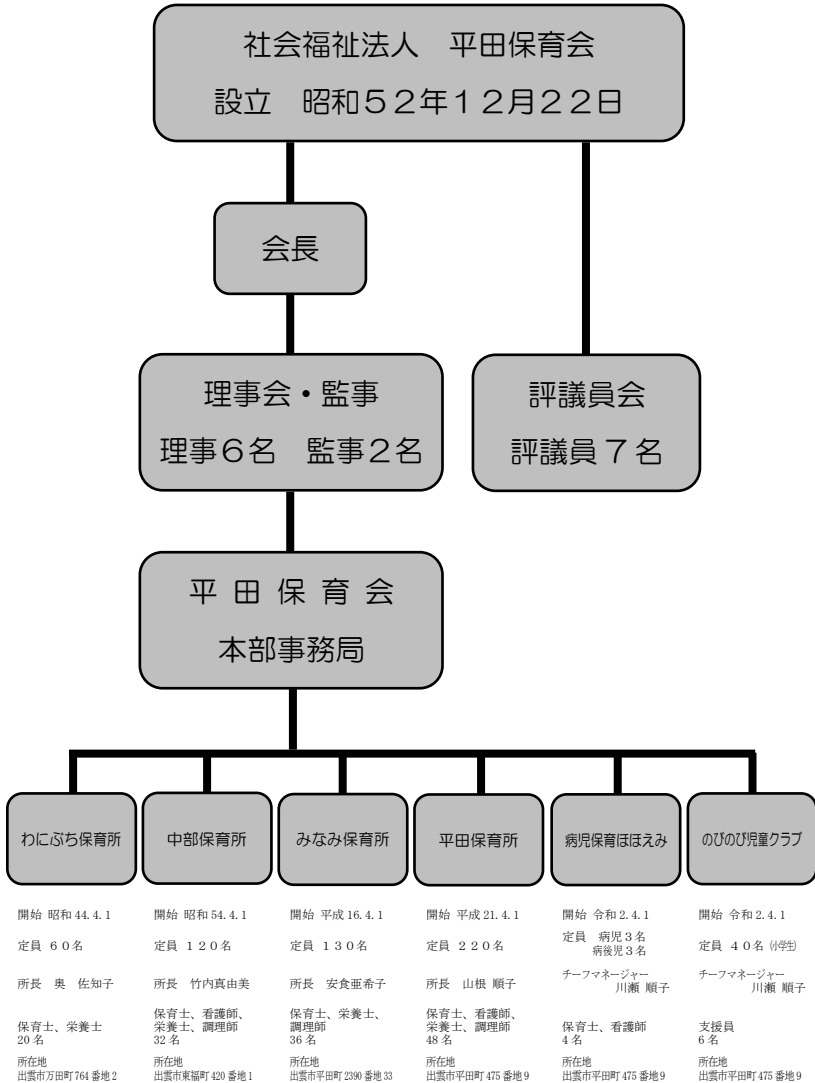 社会福祉法人　平田保育会
設立　昭和５２年１２月２２日
会長
理事会・監事
理事６名　監事２名
評議員会
評議員７名
平 田 保 育 会
本部事務局
わにぶち保育所
開始 昭和 44.4.1
定員 ６０名
所長　奥　佐知子
保育士、栄養士
20 名
所在地
出雲市万田町 764 番地 2
中部保育所
開始 昭和 54.4.1
定員 １２０名
所長　竹内真由美
保育士、看護師、
栄養士、調理師
32 名
所在地
出雲市東福町 420 番地 1
みなみ保育所
開始 平成 16.4.1
定員 １３０名
所長　安食亜希子
保育士、栄養士、
調理師
36 名
所在地
出雲市平田町 2390 番地 33
平田保育所
開始 平成 21.4.1
定員 ２２０名
所長　山根 順子
保育士、看護師、
栄養士、調理師
48 名
所在地
出雲市平田町 475 番地 9
病児保育ほほえみ
開始 令和 2.4.1
定員　病児３名
病後児３名
チーフマネージャー
川瀬 順子
保育士、看護師
4 名
所在地
出雲市平田町 475 番地 9
のびのび児童クラブ
開始 令和 2.4.1
定員 ４０名 (小学生)
チーフマネージャー
川瀬 順子
支援員
6 名
所在地
出雲市平田町 475 番地 9